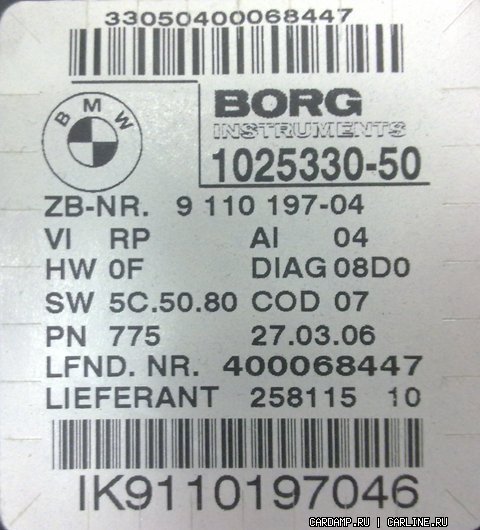 33050400068447
BMW
BORG
INSTRUMENTS
1025330-50
ZB-NR. 9 110 197-04
VI RP AI 04
HW 0F DIAG 08D0
SW 5C.50.80 COD 07
PN 775 27.03.06
LFND. NR. 400068447
LIEFERANT 258115 10
IK9110197046
CARDAMP.RU | CARLINE.RU